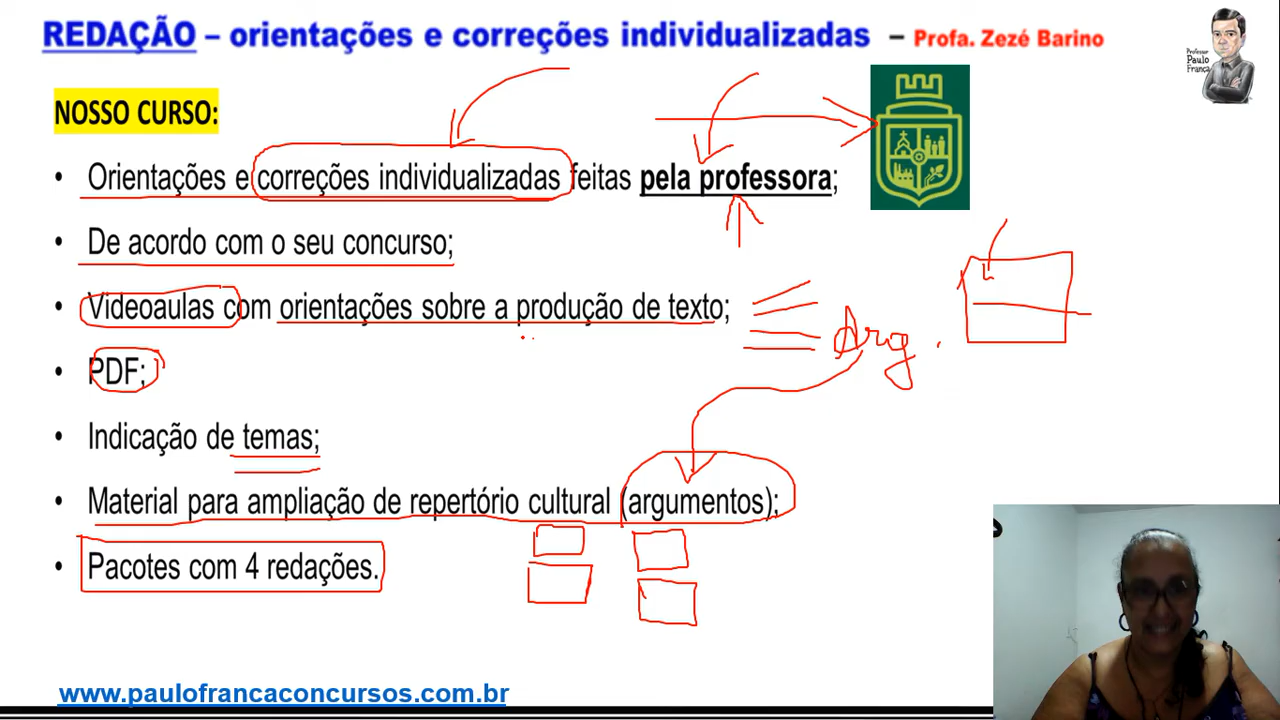 REDAÇÃO – orientações e correções individualizadas – Profa. Zezé Barino
Professor
Paulo
França
NOSSO CURSO:
• Orientações e correções individualizadas feitas pela professora;
• De acordo com o seu concurso;
• Videoaulas com orientações sobre a produção de texto;
Arg.
• PDF;
• Indicação de temas;
• Material para ampliação de repertório cultural (argumentos);
• Pacotes com 4 redações.
www.paulofrancaconcursos.com.br